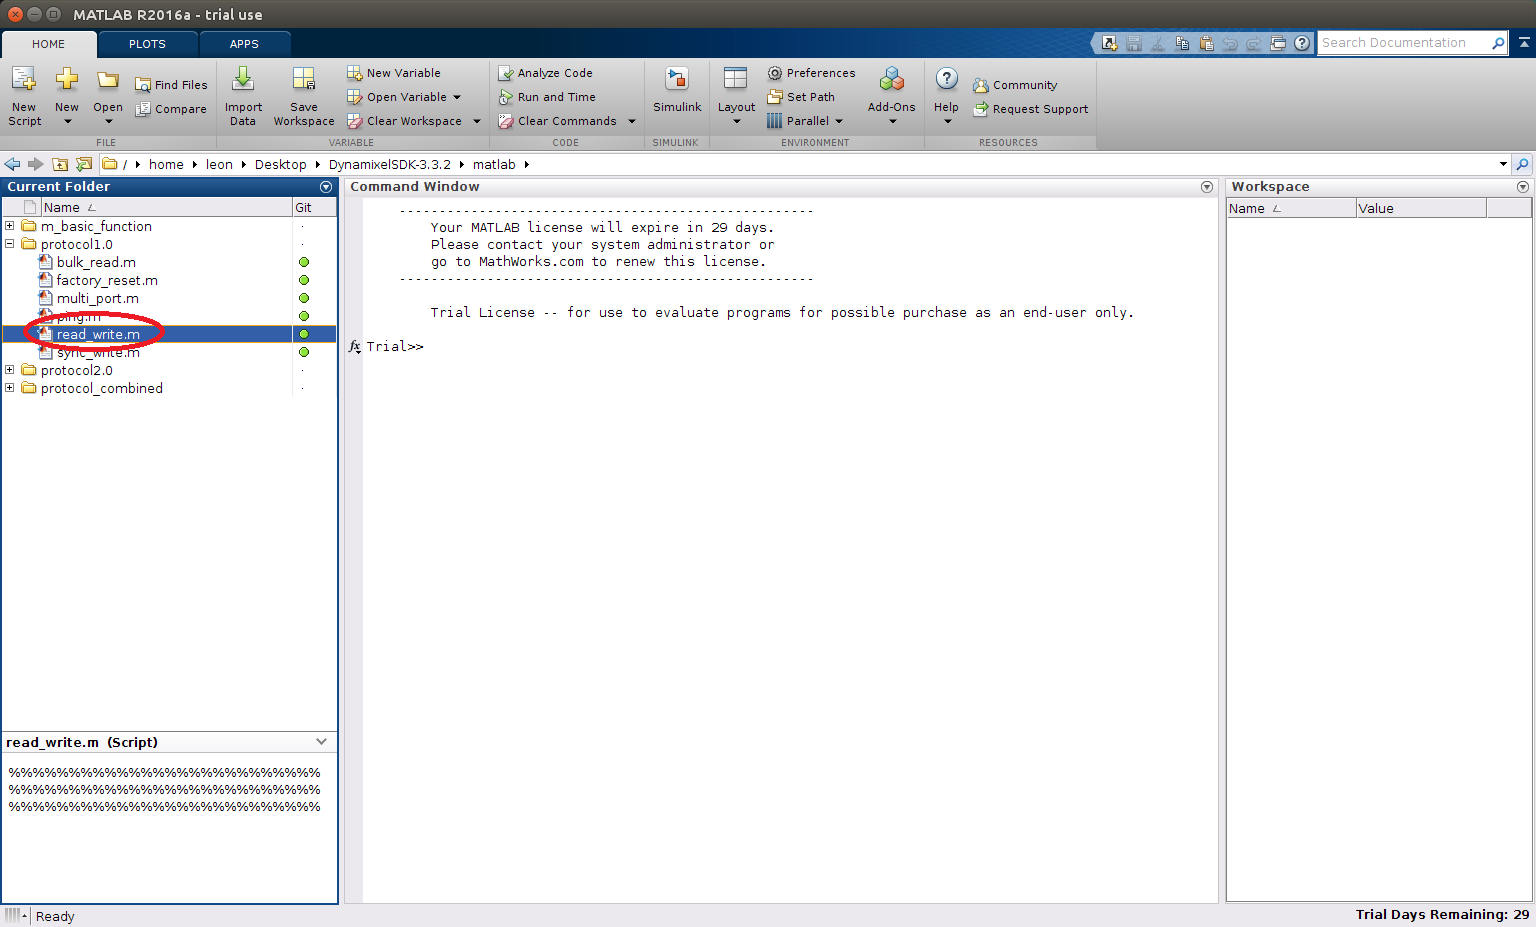 MATLAB R2016a - trial use
HOME PLOTS APPS
Search Documentation
New Script
New
Open
Find Files
Compare
FILE
Import Data
Save Workspace
New Variable
Open Variable
Clear Workspace
VARIABLE
Analyze Code
Run and Time
Clear Commands
CODE
Simulink
SIMULINK
Layout
Preferences
Set Path
Parallel
ENVIRONMENT
Add-Ons
Help
Community
Request Support
RESOURCES
/ home leon Desktop DynamixelSDK-3.3.2 matlab
Current Folder
Name Git
m_basic_function
protocol1.0
bulk_read.m
factory_reset.m
multi_port.m
ping.m
read_write.m
sync_write.m
protocol2.0
protocol_combined
read_write.m (Script)
%%%%%%%%%%%%%%%%%%%%%%%%%%
%%%%%%%%%%%%%%%%%%%%%%%%%%
%%%%%%%%%%%%%%%%%%%%%%%%%%
Command Window
-----------------------------------------------------
Your MATLAB license will expire in 29 days.
Please contact your system administrator or
go to MathWorks.com to renew this license.
-----------------------------------------------------
Trial License -- for use to evaluate programs for possible purchase as an end-user only.
fx Trial>>
Workspace
Name Value
Ready
Trial Days Remaining: 29